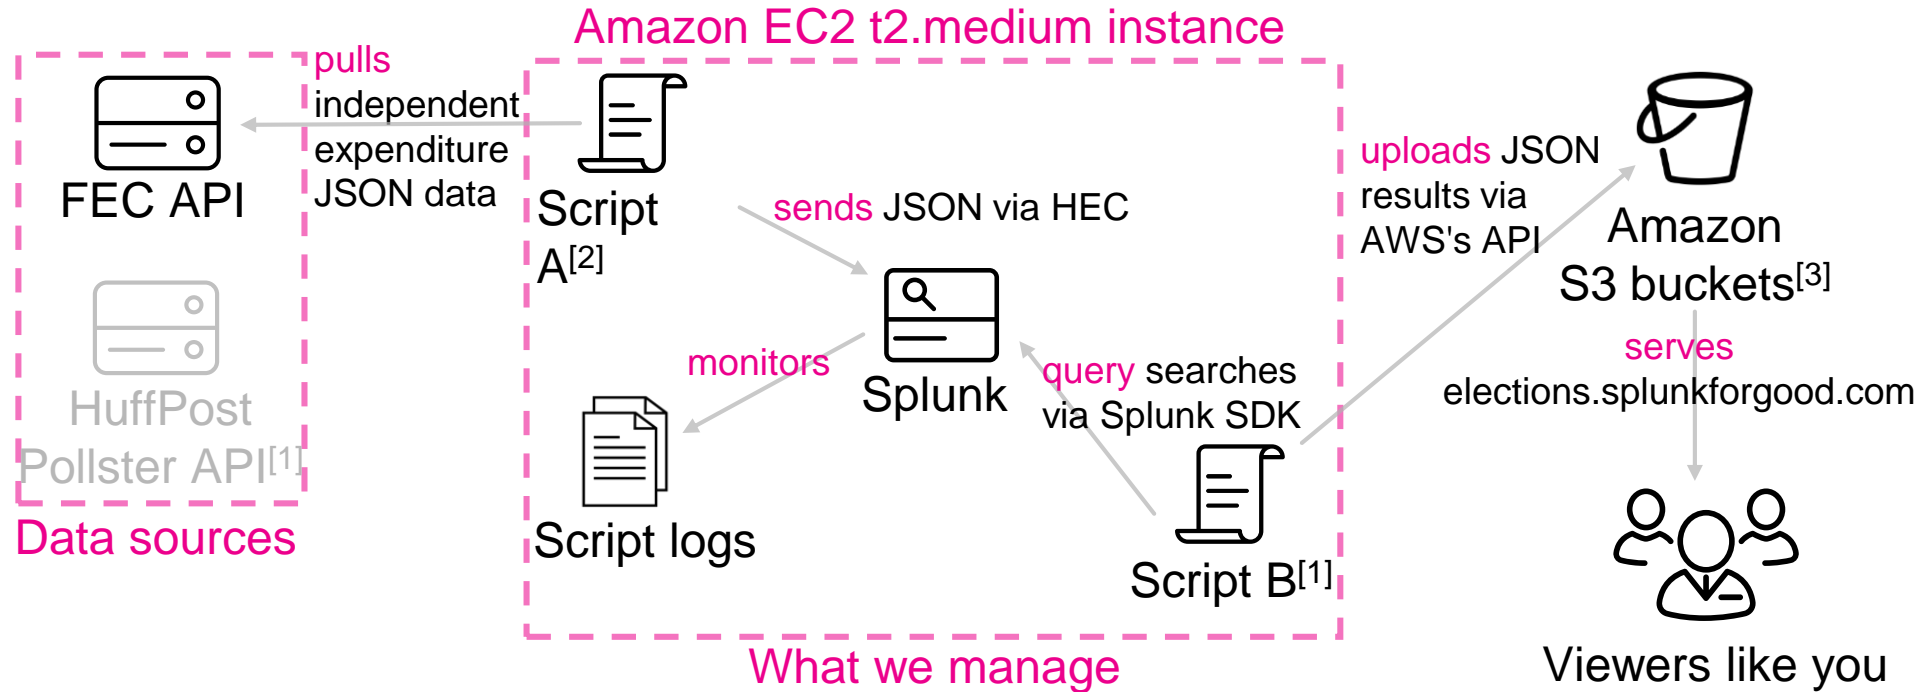 Amazon EC2 t2.medium instance
pulls
independent
expenditure
JSON data
FEC API
HuffPost
Pollster API[1]
Data sources
Script
A[2]
sends JSON via HEC
Splunk
monitors
Script logs
query searches
via Splunk SDK
Script B[1]
What we manage
uploads JSON
results via
AWS's API
Amazon
S3 buckets[3]
serves
elections.splunkforgood.com
Viewers like you